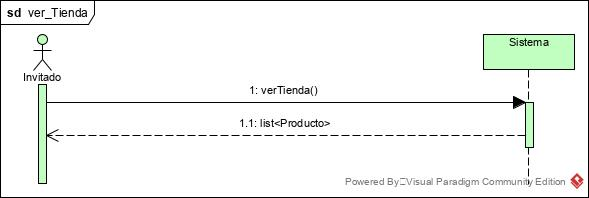 sd ver_Tienda
Sistema
Invitado
1: verTienda()
1.1: list<Producto>
Powered By Visual Paradigm Community Edition